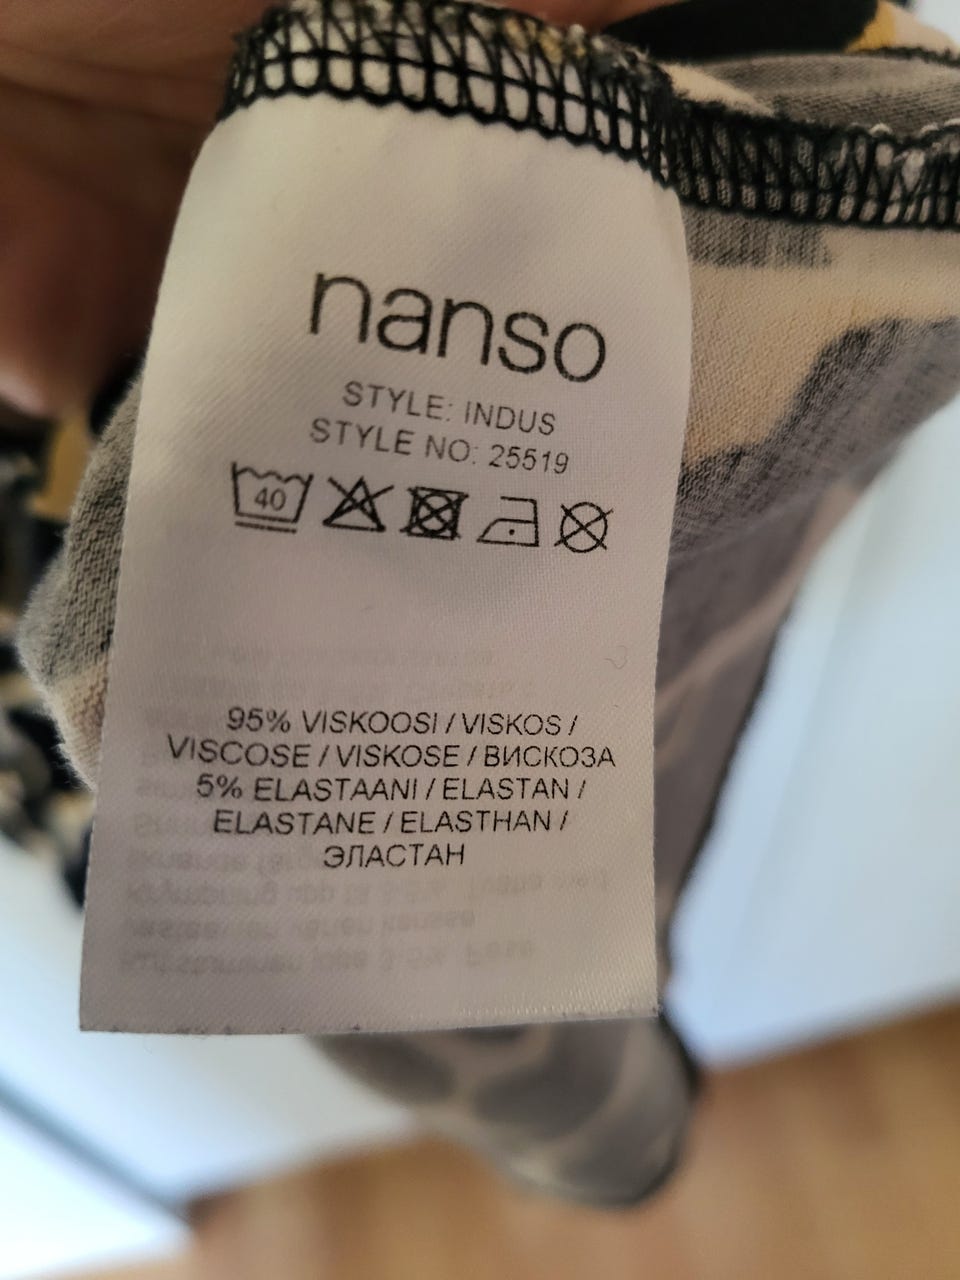 nanso
STYLE: INDUS
STYLE NO: 25519
40
95% VISKOOSI / VISKOS /
VISCOSE / VISKOSE / ВИСКОЗА
5% ELASTAANI / ELASTAN /
ELASTANE / ELASTHAN /
ЭЛАСТАН